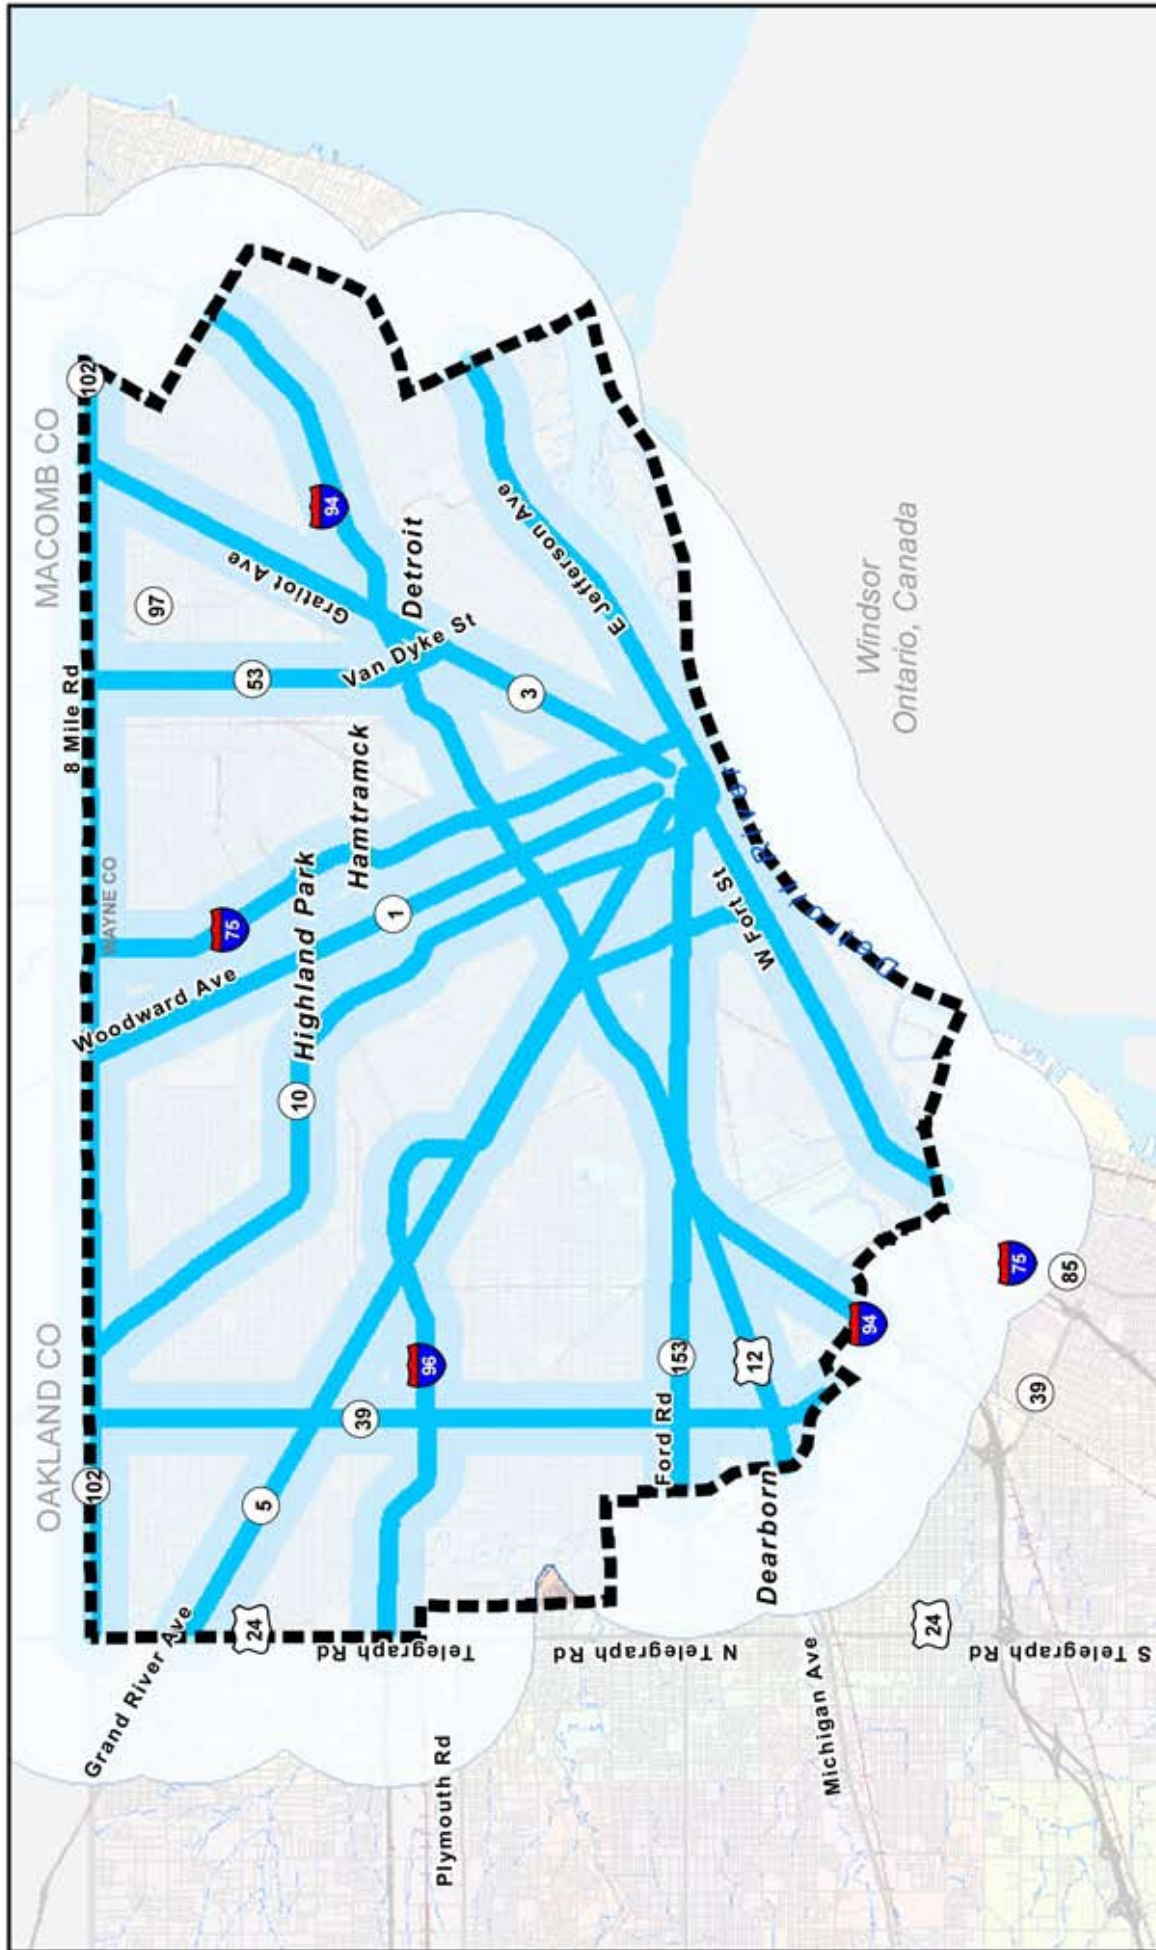 OAKLAND CO
MACOMB CO
102
8 Mile Rd
102
WAYNE CO
Grand River Ave
Woodward Ave
97
24
5
10
75
53
Gratiot Ave
94
Highland Park
Hamtramck
Van Dyke St
Detroit
Telegraph Rd
39
1
96
Plymouth Rd
3
E Jefferson Ave
N Telegraph Rd
Ford Rd
153
12
W Fort St
Detroit River
Dearborn
Michigan Ave
94
Windsor
Ontario, Canada
24
S Telegraph Rd
39
75
85